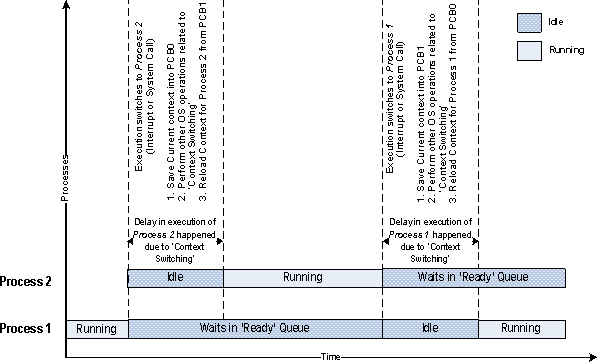 Execution switches to Process 2
(Interrupt or System Call)
1. Save Current context into PCB0
2. Perform other OS operations related to
'Context Switching'
3. Reload Context for Process 2 from PCB1
Execution switches to Process 1
(Interrupt or System Call)
1. Save Current context into PCB1
2. Perform other OS operations related to
'Context Switching'
3. Reload Context for Process 1 from PCB0
Idle
Running
Processes
Delay in execution of
Process 2 happened
due to 'Context
Switching'
Delay in execution of
Process 1 happened
due to 'Context
Switching'
Process 2
Idle
Running
Waits in 'Ready' Queue
Process 1
Running
Waits in 'Ready' Queue
Idle
Running
Time